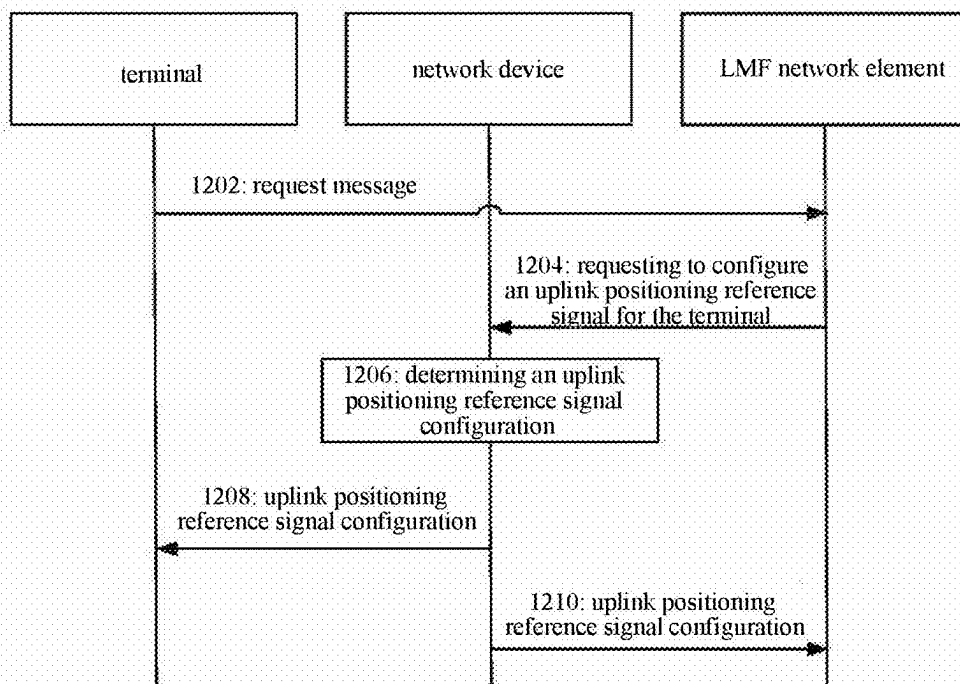 terminal
network device
LMF network element
1202: request message
1204: requesting to configure
an uplink positioning reference
signal for the terminal
1206: determining an uplink
positioning reference signal
configuration
1208: uplink positioning
reference signal configuration
1210: uplink positioning
reference signal configuration